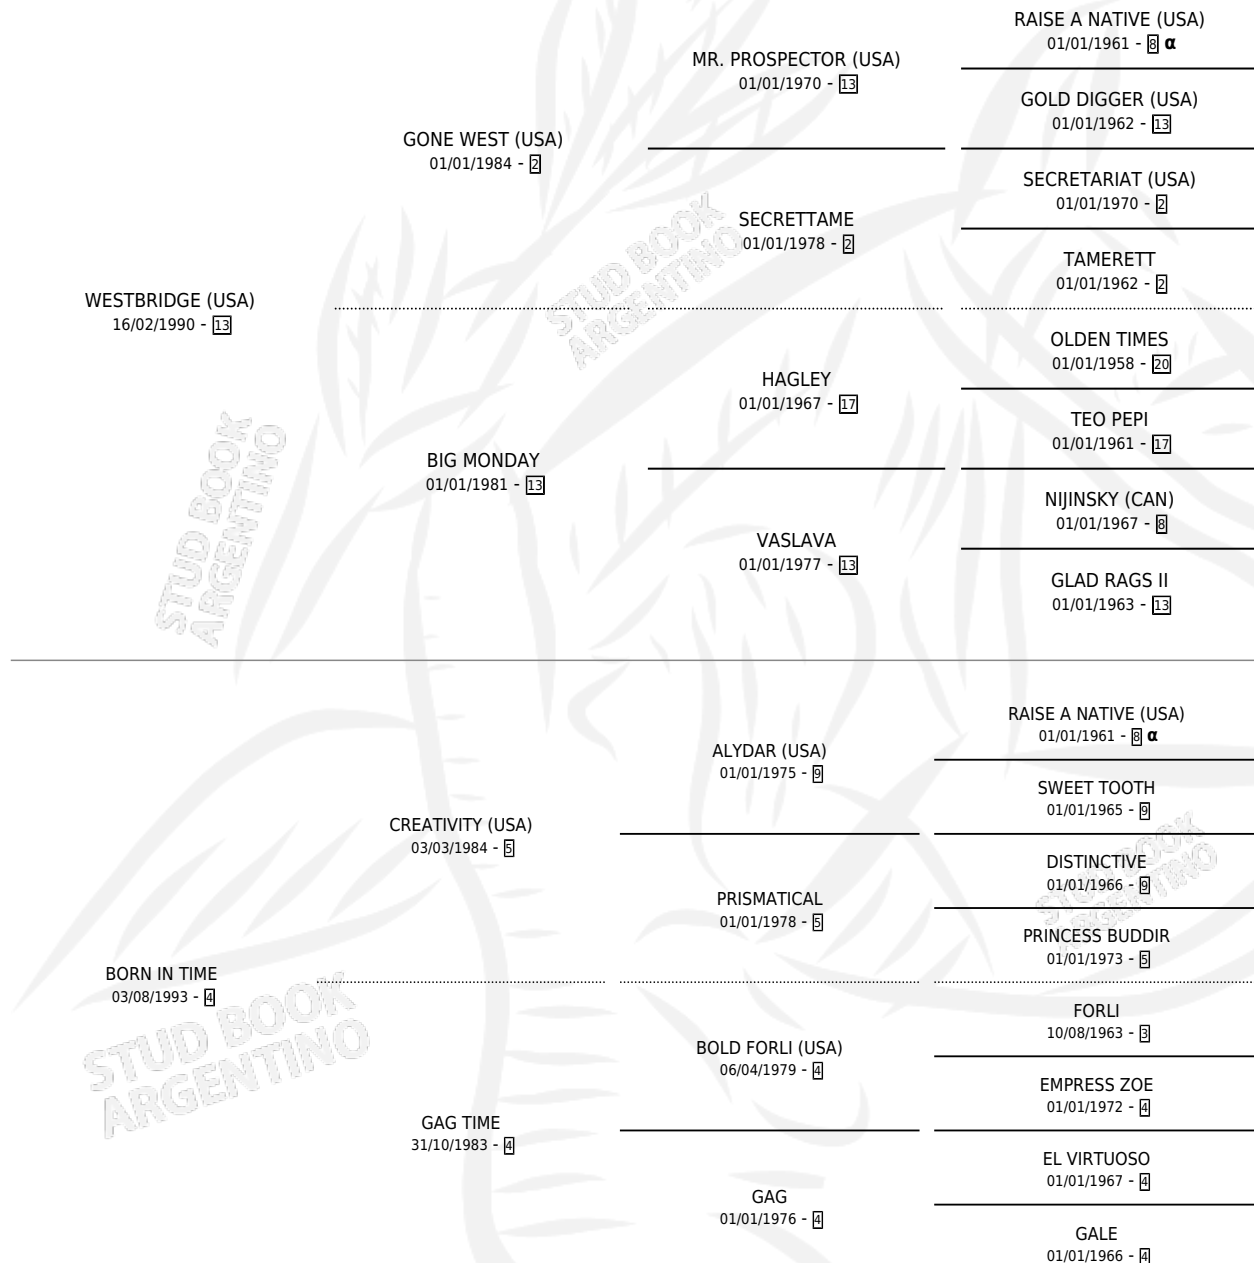 RAISE A NATIVE (USA)
01/01/1961 - 8 α
MR. PROSPECTOR (USA)
01/01/1970 - 13
GOLD DIGGER (USA)
01/01/1962 - 13
GONE WEST (USA)
01/01/1984 - 2
SECRETARIAT (USA)
01/01/1970 - 2
SECRETTAME
01/01/1978 - 2
TAMERETT
01/01/1962 - 2
WESTBRIDGE (USA)
16/02/1990 - 13
OLDEN TIMES
01/01/1958 - 20
HAGLEY
01/01/1967 - 17
TEO PEPI
01/01/1961 - 17
BIG MONDAY
01/01/1981 - 13
NIJINSKY (CAN)
01/01/1967 - 8
VASLAVA
01/01/1977 - 13
GLAD RAGS II
01/01/1963 - 13
RAISE A NATIVE (USA)
01/01/1961 - 8 α
ALYDAR (USA)
01/01/1975 - 9
SWEET TOOTH
01/01/1965 - 9
CREATIVITY (USA)
03/03/1984 - 5
DISTINCTIVE
01/01/1966 - 9
PRISMATICAL
01/01/1978 - 5
PRINCESS BUDDIR
01/01/1973 - 5
BORN IN TIME
03/08/1993 - 4
FORLI
10/08/1963 - 3
BOLD FORLI (USA)
06/04/1979 - 4
EMPRESS ZOE
01/01/1972 - 4
GAG TIME
31/10/1983 - 4
EL VIRTUOSO
01/01/1967 - 4
GAG
01/01/1976 - 4
GALE
01/01/1966 - 4
STUD BOOK
ARGENTINO
STUD BOOK
ARGENTINO
STUD BOOK
ARGENTINO
STUD BOOK
ARGENTINO